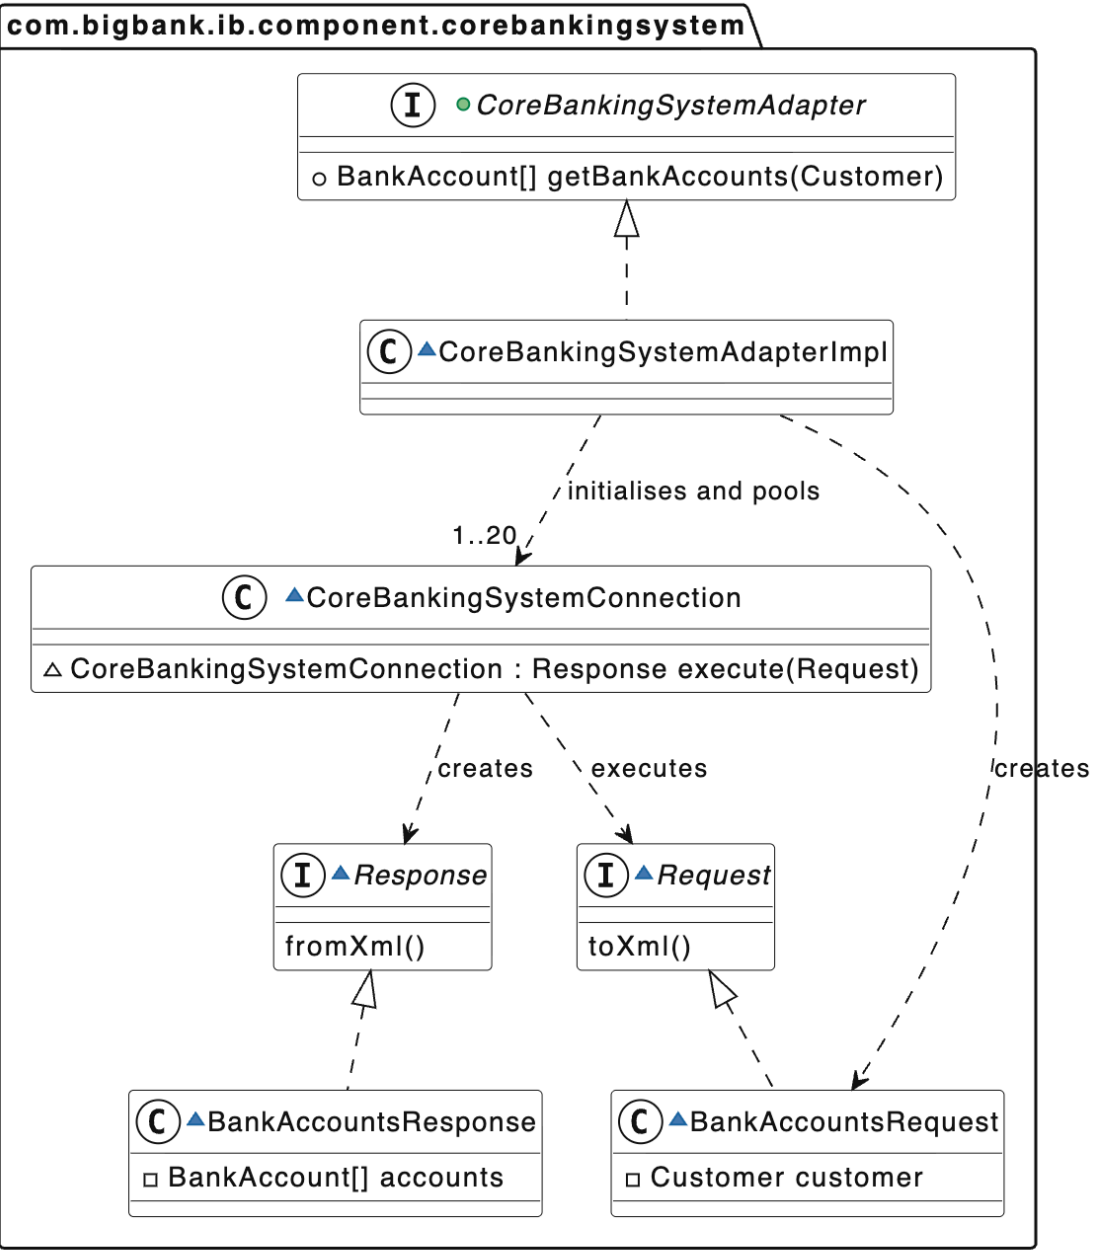 com.bigbank.ib.component.corebankingsystem
I CoreBankingSystemAdapter
BankAccount[] getBankAccounts(Customer)
C CoreBankingSystemAdapterImpl
initialises and pools
1..20
C CoreBankingSystemConnection
CoreBankingSystemConnection : Response execute(Request)
creates
executes
creates
I Response
fromXml()
I Request
toXml()
C BankAccountsResponse
BankAccount[] accounts
C BankAccountsRequest
Customer customer